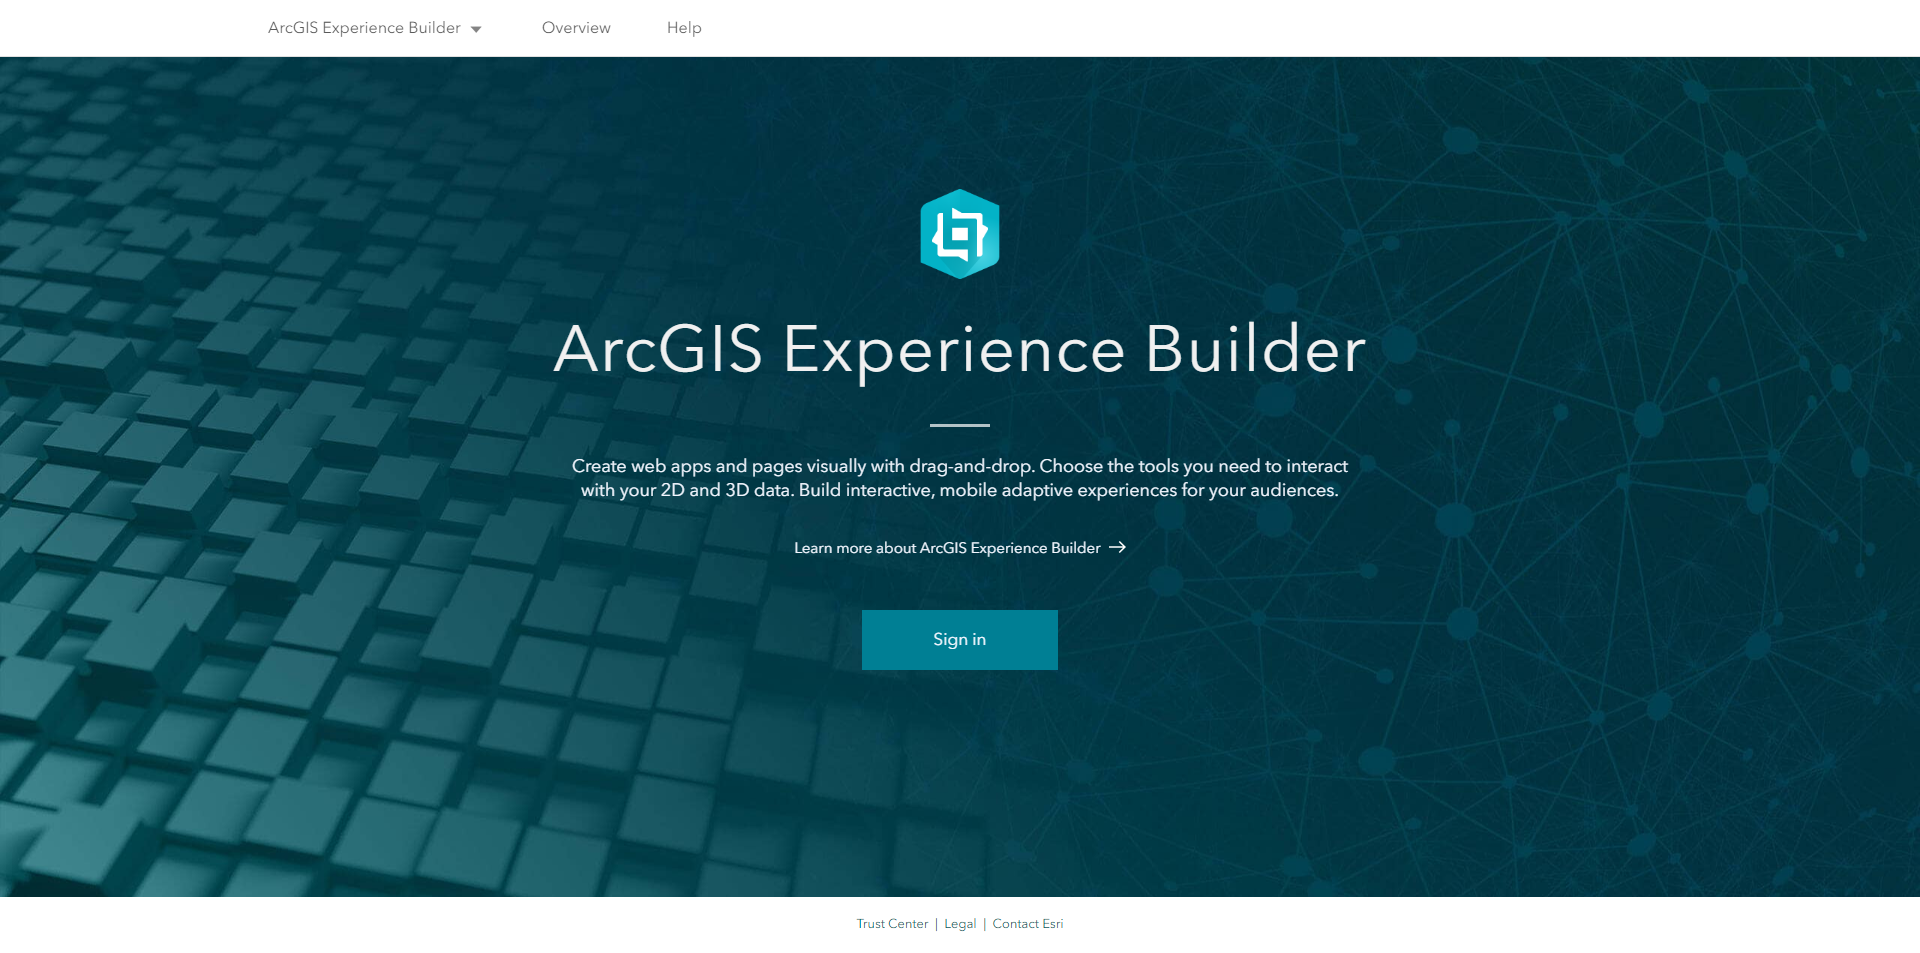 ArcGIS Experience Builder
Overview
Help
ArcGIS Experience Builder
Create web apps and pages visually with drag-and-drop. Choose the tools you need to interact
with your 2D and 3D data. Build interactive, mobile adaptive experiences for your audiences.
Learn more about ArcGIS Experience Builder →
Sign in
Trust Center | Legal | Contact Esri